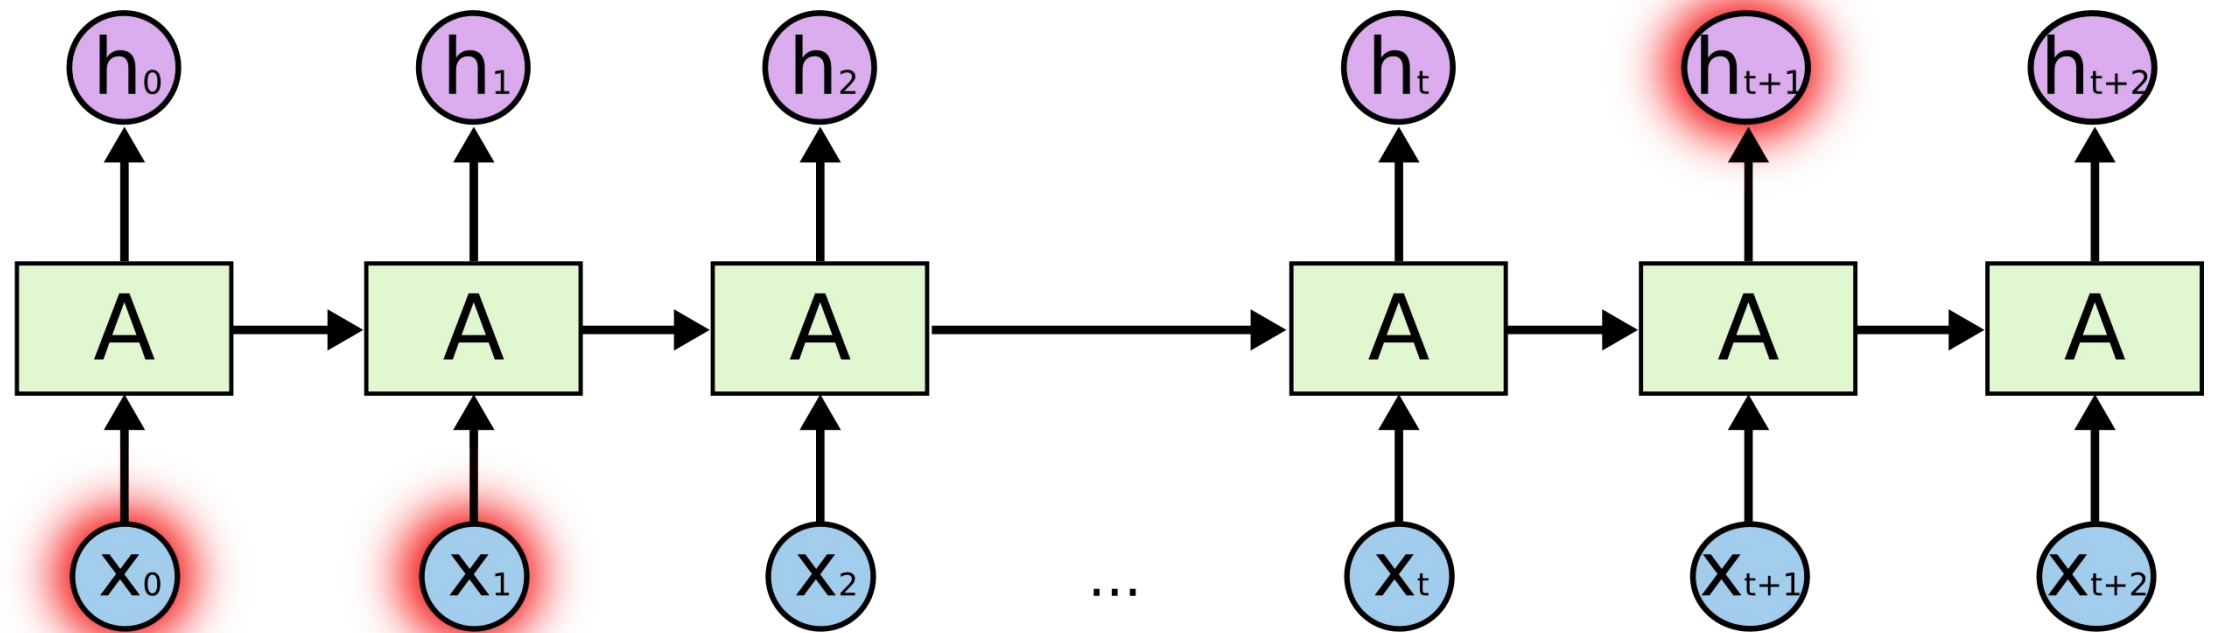 h0 h1 h2 ht ht+1 ht+2
A A A A A A
x0 x1 x2 ... xt xt+1 xt+2